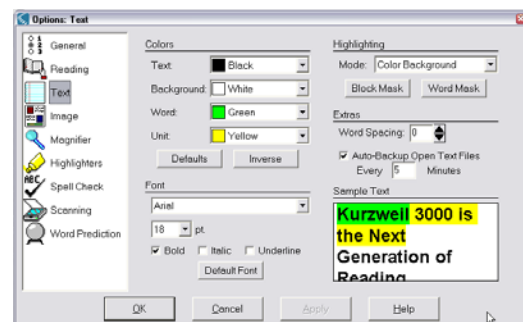 Options: Text
General
Reading
Text
Image
Magnifier
Highlighters
ABC Spell Check
Scanning
Word Prediction
Colors
Text: Black
Background: White
Word: Green
Unit: Yellow
Defaults Inverse
Font
Arial
18 pt.
Bold Italic Underline
Default Font
Highlighting
Mode: Color Background
Block Mask Word Mask
Extras
Word Spacing: 0
Auto-Backup Open Text Files
Every 5 Minutes
Sample Text
Kurzweil 3000 is
the Next
Generation of
Reading
OK Cancel Apply Help